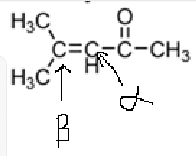 O
H₃C
C=C-C-CH₃
H
H₃C
β α